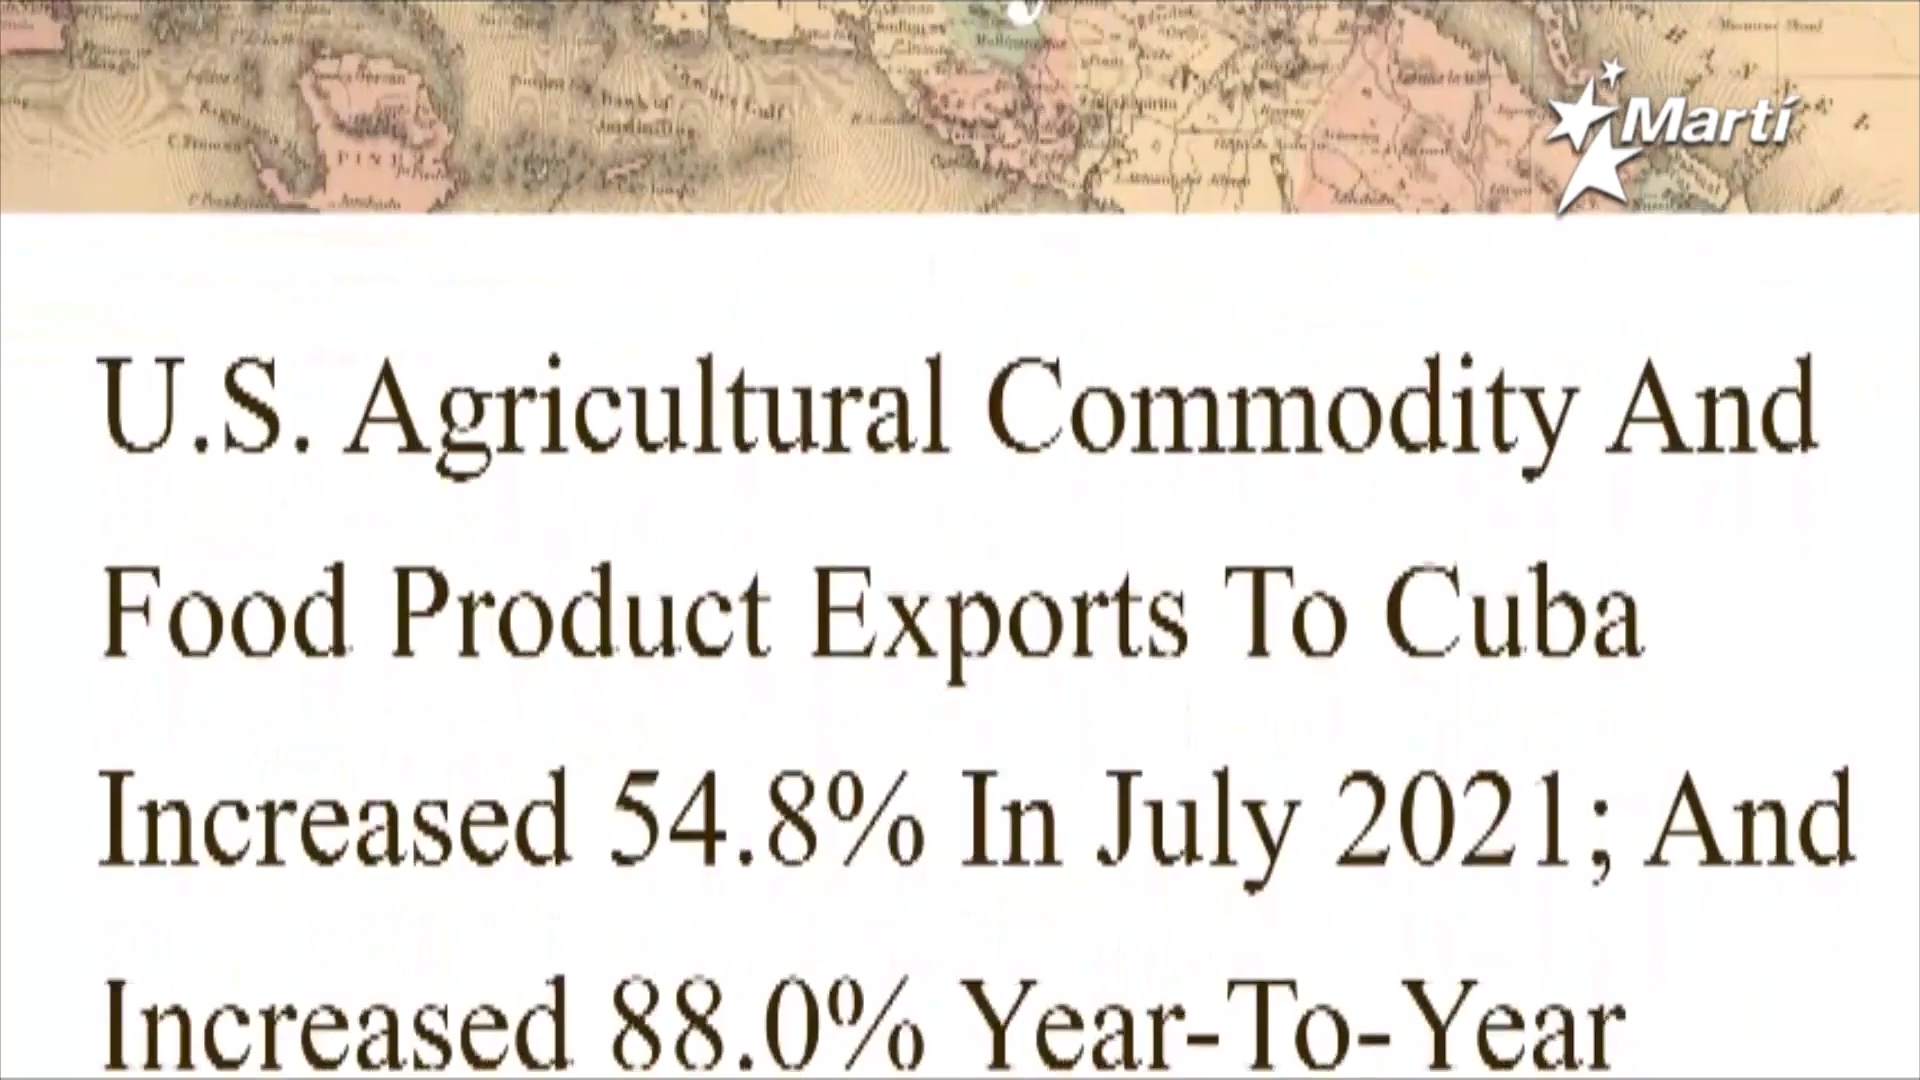 Martí
U.S. Agricultural Commodity And
Food Product Exports To Cuba
Increased 54.8% In July 2021; And
Increased 88.0% Year-To-Year